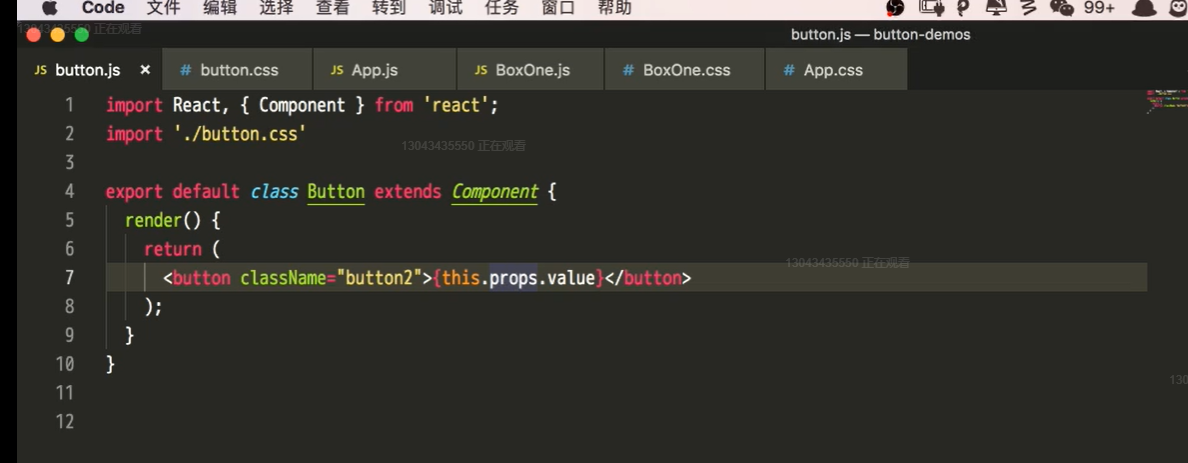 Code 文件 编辑 选择 查看 转到 调试 任务 窗口 帮助 99+
13043435550 正在观看
button.js — button-demos
JS button.js × # button.css JS App.js JS BoxOne.js # BoxOne.css # App.css
1 import React, { Component } from 'react';
2 import './button.css'
13043435550 正在观看
3
4 export default class Button extends Component {
5 render() {
6 return (
13043435550 正在观看
7 <button className="button2">{this.props.value}</button>
8 );
9 }
10 }
130
11
12